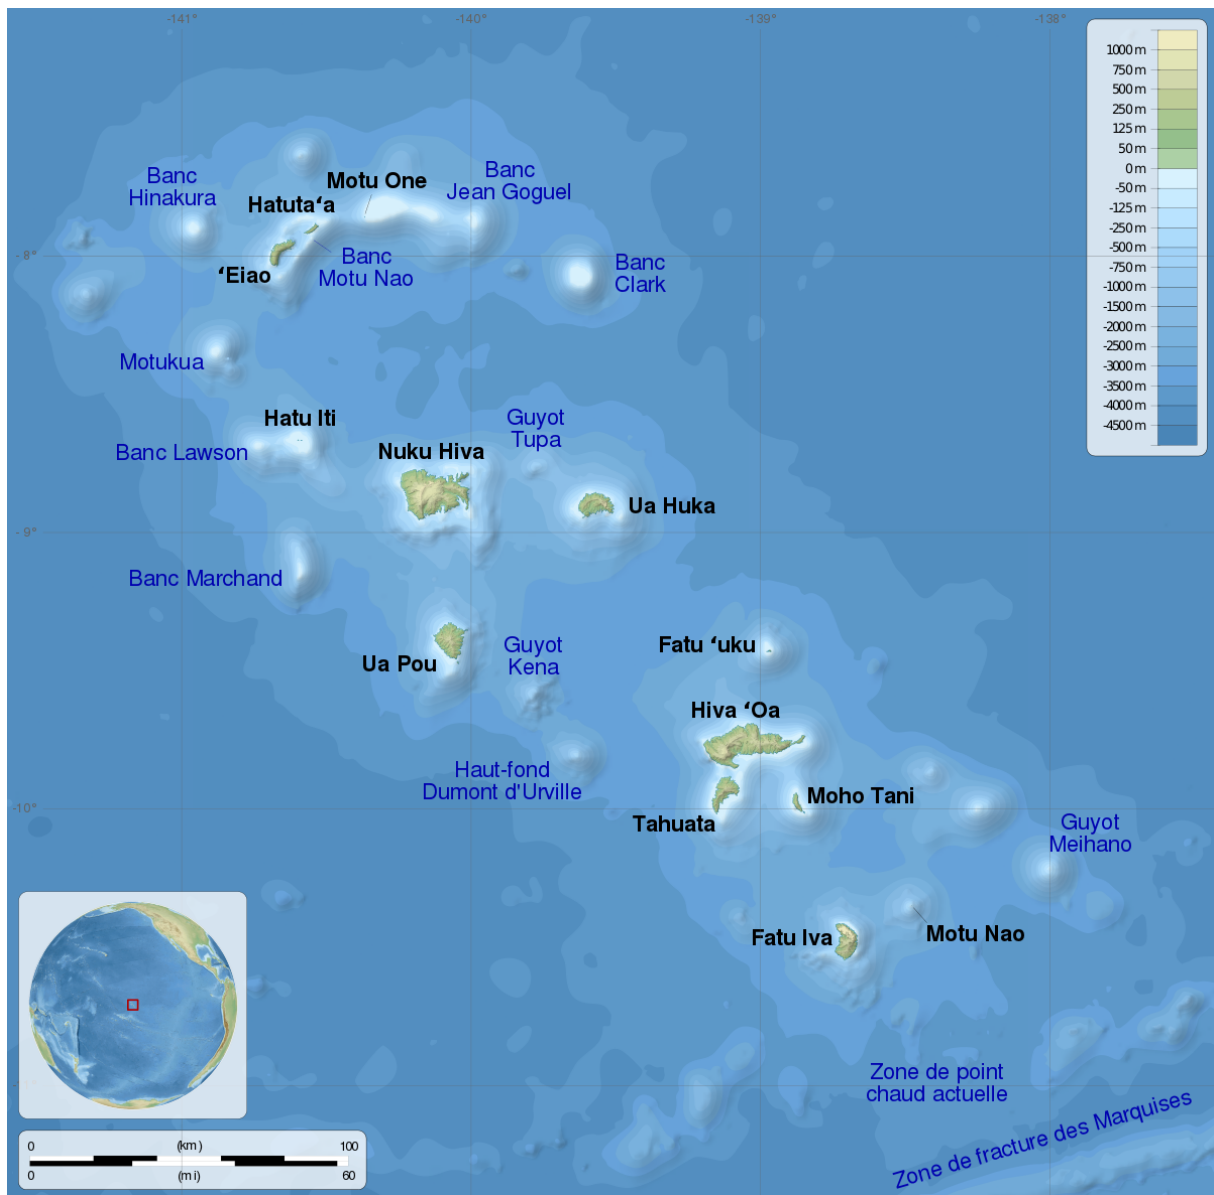 -141°
-140°
-139°
-138°
1000 m
750 m
500 m
250 m
125 m
50 m
0 m
-50 m
-125 m
-250 m
-500 m
-750 m
-1000 m
-1500 m
-2000 m
-2500 m
-3000 m
-3500 m
-4000 m
-4500 m
Banc
Hinakura
Motu One
Banc
Jean Goguel
Hatutaʻa
Banc
Motu Nao
ʻEiao
-8°
Banc
Clark
Motukua
Hatu Iti
Guyot
Tupa
Banc Lawson
Nuku Hiva
Ua Huka
-9°
Banc Marchand
Guyot
Kena
Fatu ʻuku
Ua Pou
Hiva ʻOa
Haut-fond
Dumont d'Urville
Moho Tani
-10°
Tahuata
Guyot
Meihano
Fatu Iva
Motu Nao
Zone de point
chaud actuelle
Zone de fracture des Marquises
0 (km) 100
0 (mi) 60